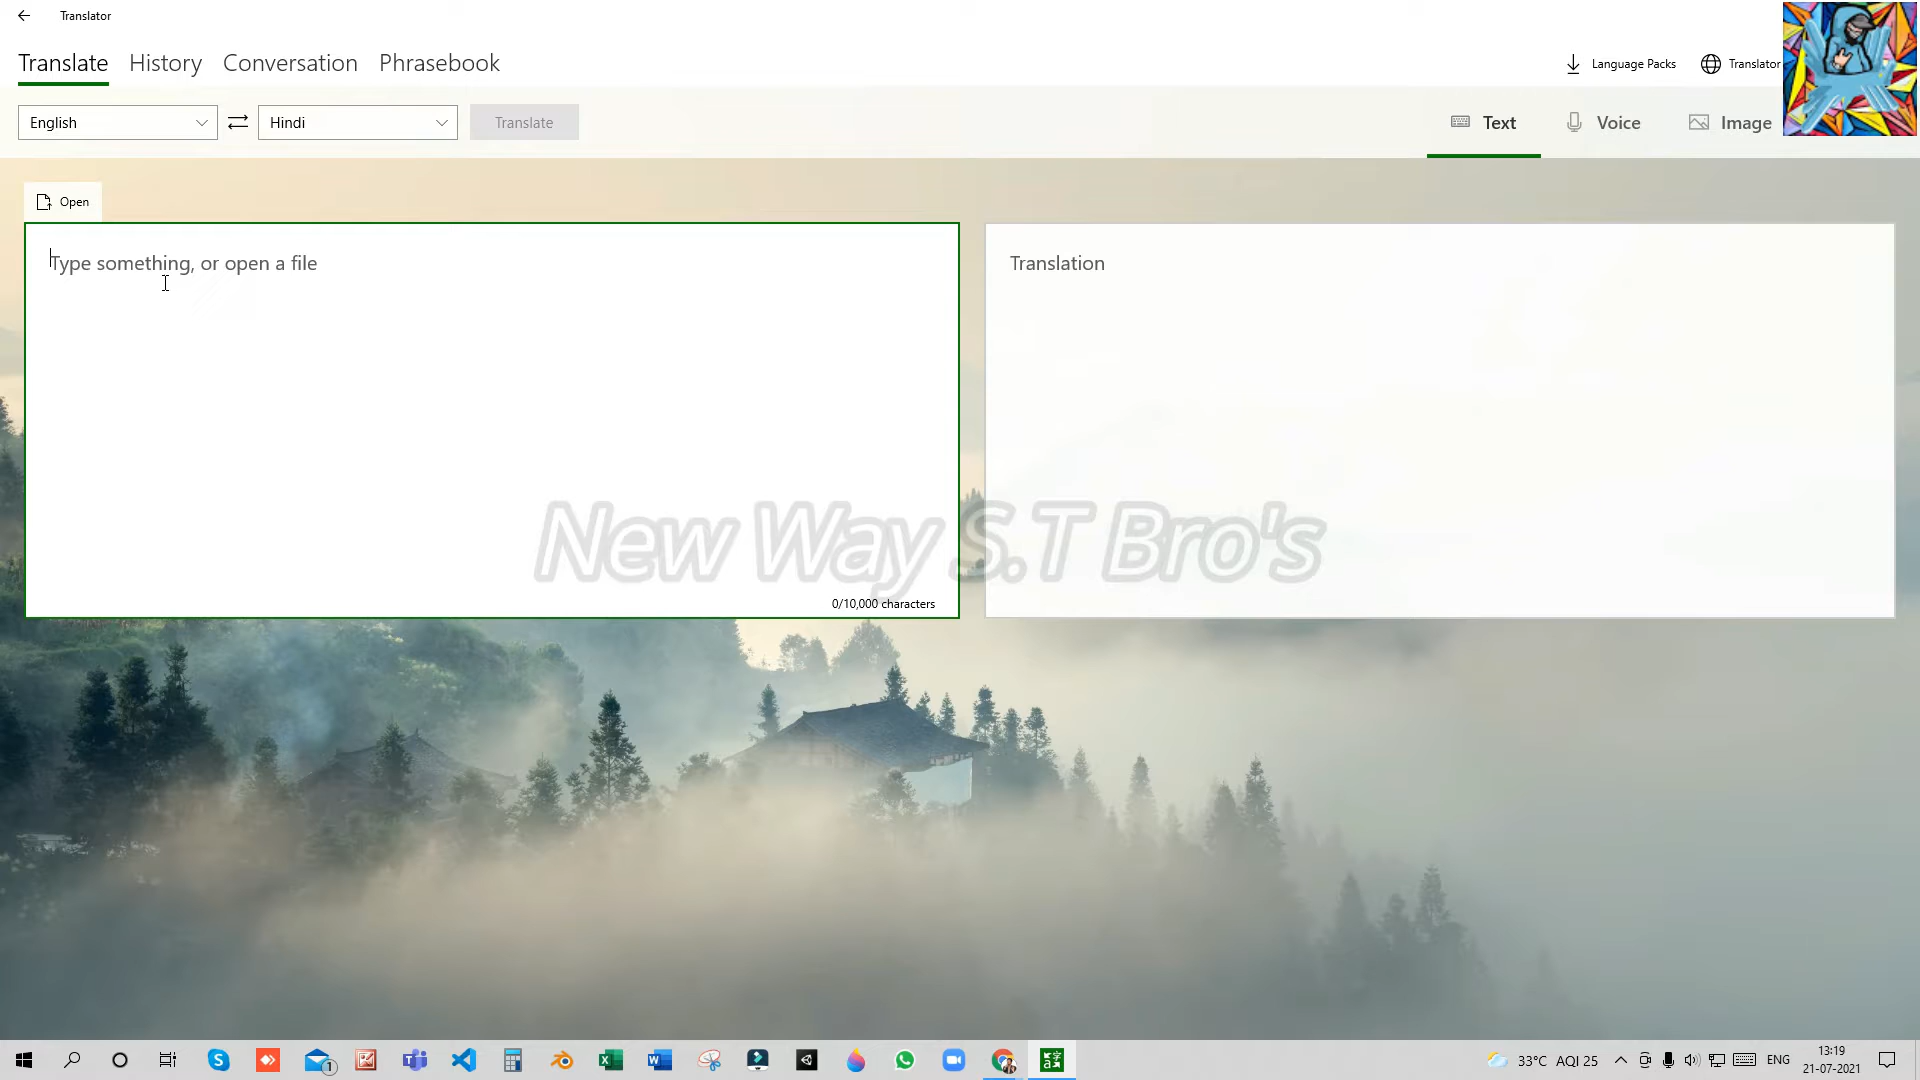 Translator
Translate History Conversation Phrasebook
Language Packs Translator
English Hindi Translate Text Voice Image
Open
Type something, or open a file
Translation
New Way S.T Bro's
0/10,000 characters
1
33°C AQI 25 ENG 13:19
21-07-2021